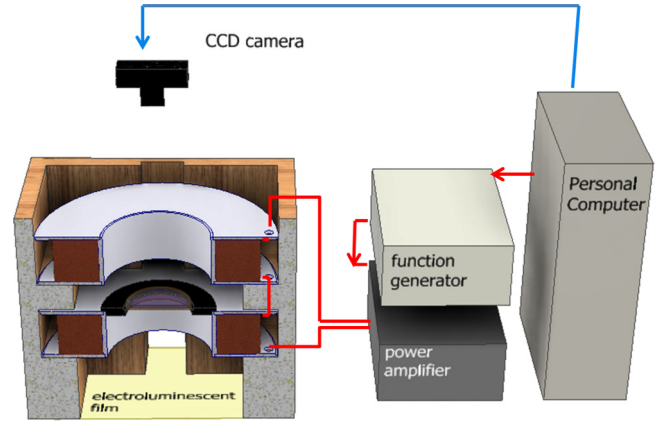 CCD camera
Personal
Computer
function
generator
power
amplifier
electroluminescent
film